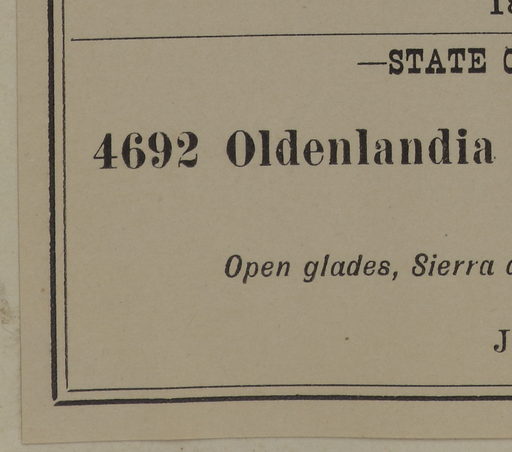 —STATE
4692 Oldenlandia
Open glades, Sierra
J